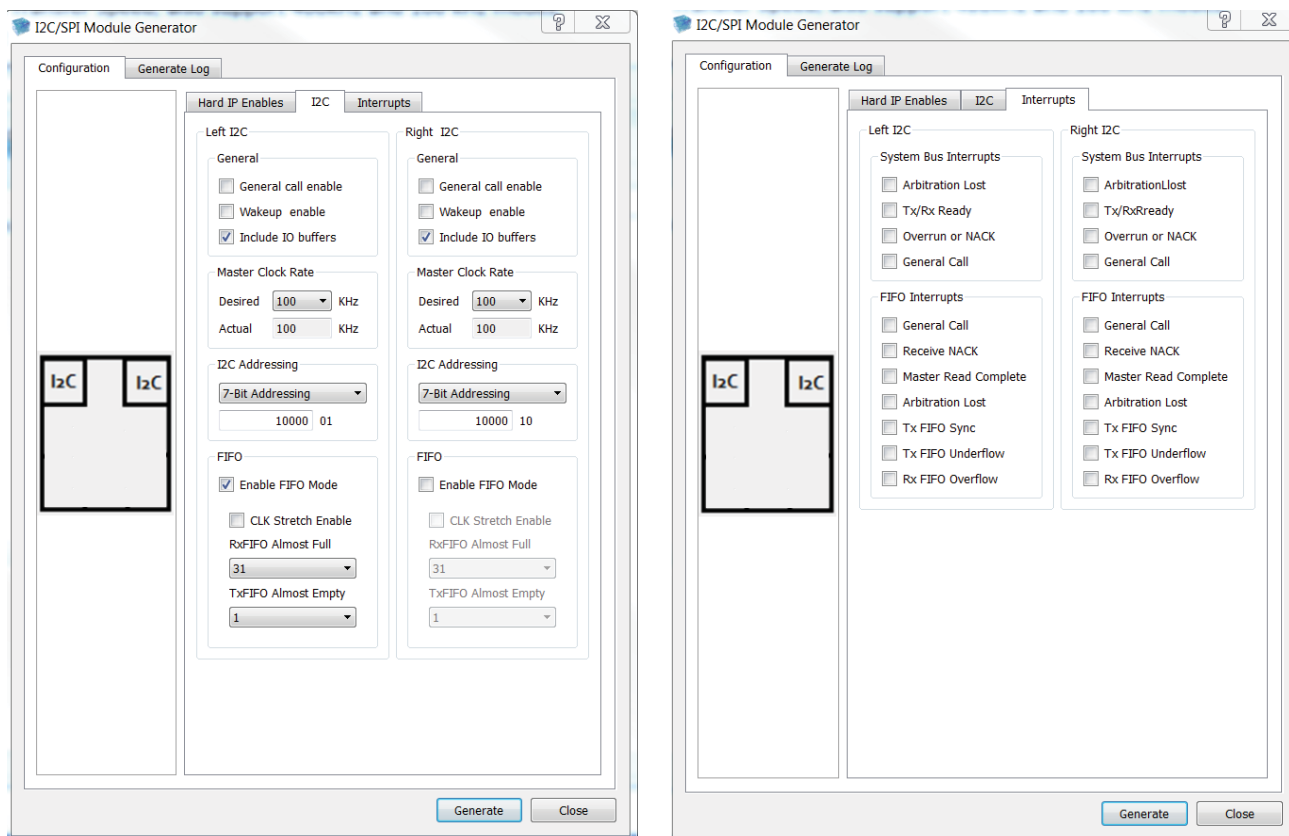 I2C/SPI Module Generator
Configuration
Generate Log
Hard IP Enables
I2C
Interrupts
Left I2C
General
General call enable
Wakeup enable
Include IO buffers
Master Clock Rate
Desired 100 KHz
Actual 100 KHz
I2C Addressing
7-Bit Addressing
10000 01
FIFO
Enable FIFO Mode
CLK Stretch Enable
RxFIFO Almost Full
31
TxFIFO Almost Empty
1
Right I2C
General
General call enable
Wakeup enable
Include IO buffers
Master Clock Rate
Desired 100 KHz
Actual 100 KHz
I2C Addressing
7-Bit Addressing
10000 10
FIFO
Enable FIFO Mode
CLK Stretch Enable
RxFIFO Almost Full
31
TxFIFO Almost Empty
1
I2C
I2C
Generate
Close
I2C/SPI Module Generator
Configuration
Generate Log
Hard IP Enables
I2C
Interrupts
Left I2C
System Bus Interrupts
Arbitration Lost
Tx/Rx Ready
Overrun or NACK
General Call
FIFO Interrupts
General Call
Receive NACK
Master Read Complete
Arbitration Lost
Tx FIFO Sync
Tx FIFO Underflow
Rx FIFO Overflow
Right I2C
System Bus Interrupts
ArbitrationLlost
Tx/RxRready
Overrun or NACK
General Call
FIFO Interrupts
General Call
Receive NACK
Master Read Complete
Arbitration Lost
Tx FIFO Sync
Tx FIFO Underflow
Rx FIFO Overflow
I2C
I2C
Generate
Close